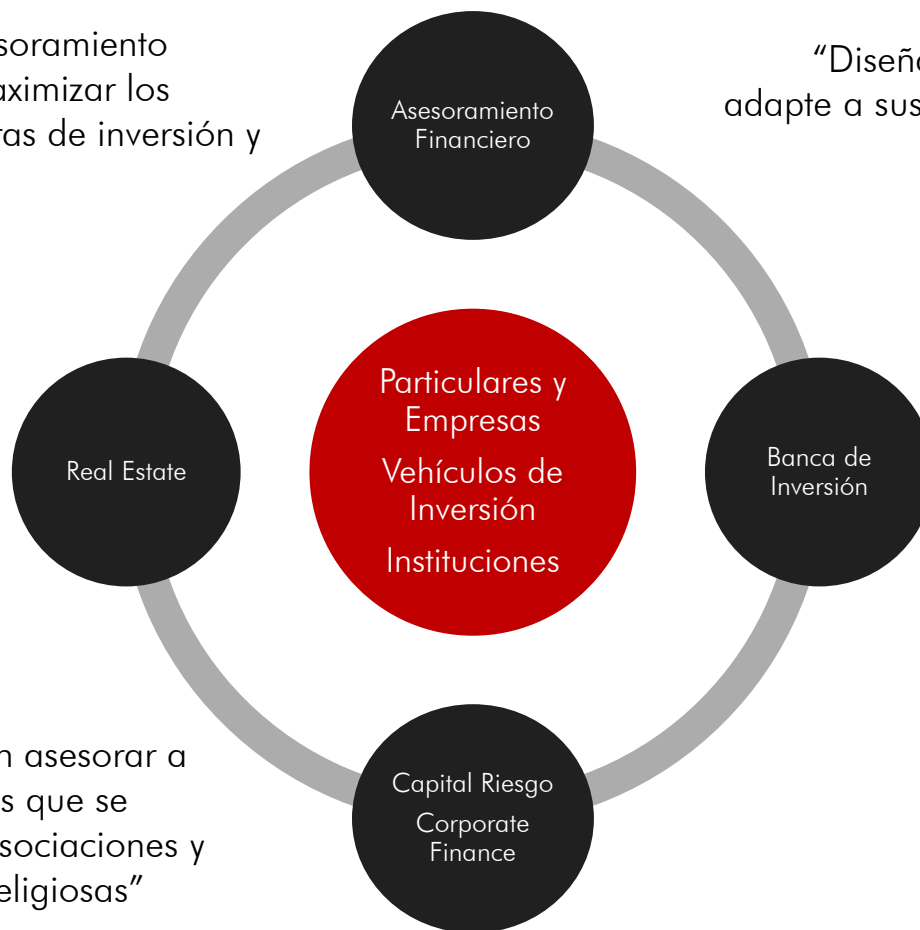 soramiento
aximizar los
ras de inversión y
“Diseñ
adapte a sus
Asesoramiento
Financiero
Particulares y
Empresas
Vehículos de
Inversión
Instituciones
Real Estate
Banca de
Inversión
n asesorar a
s que se
sociaciones y
eligiosas”
Capital Riesgo
Corporate
Finance